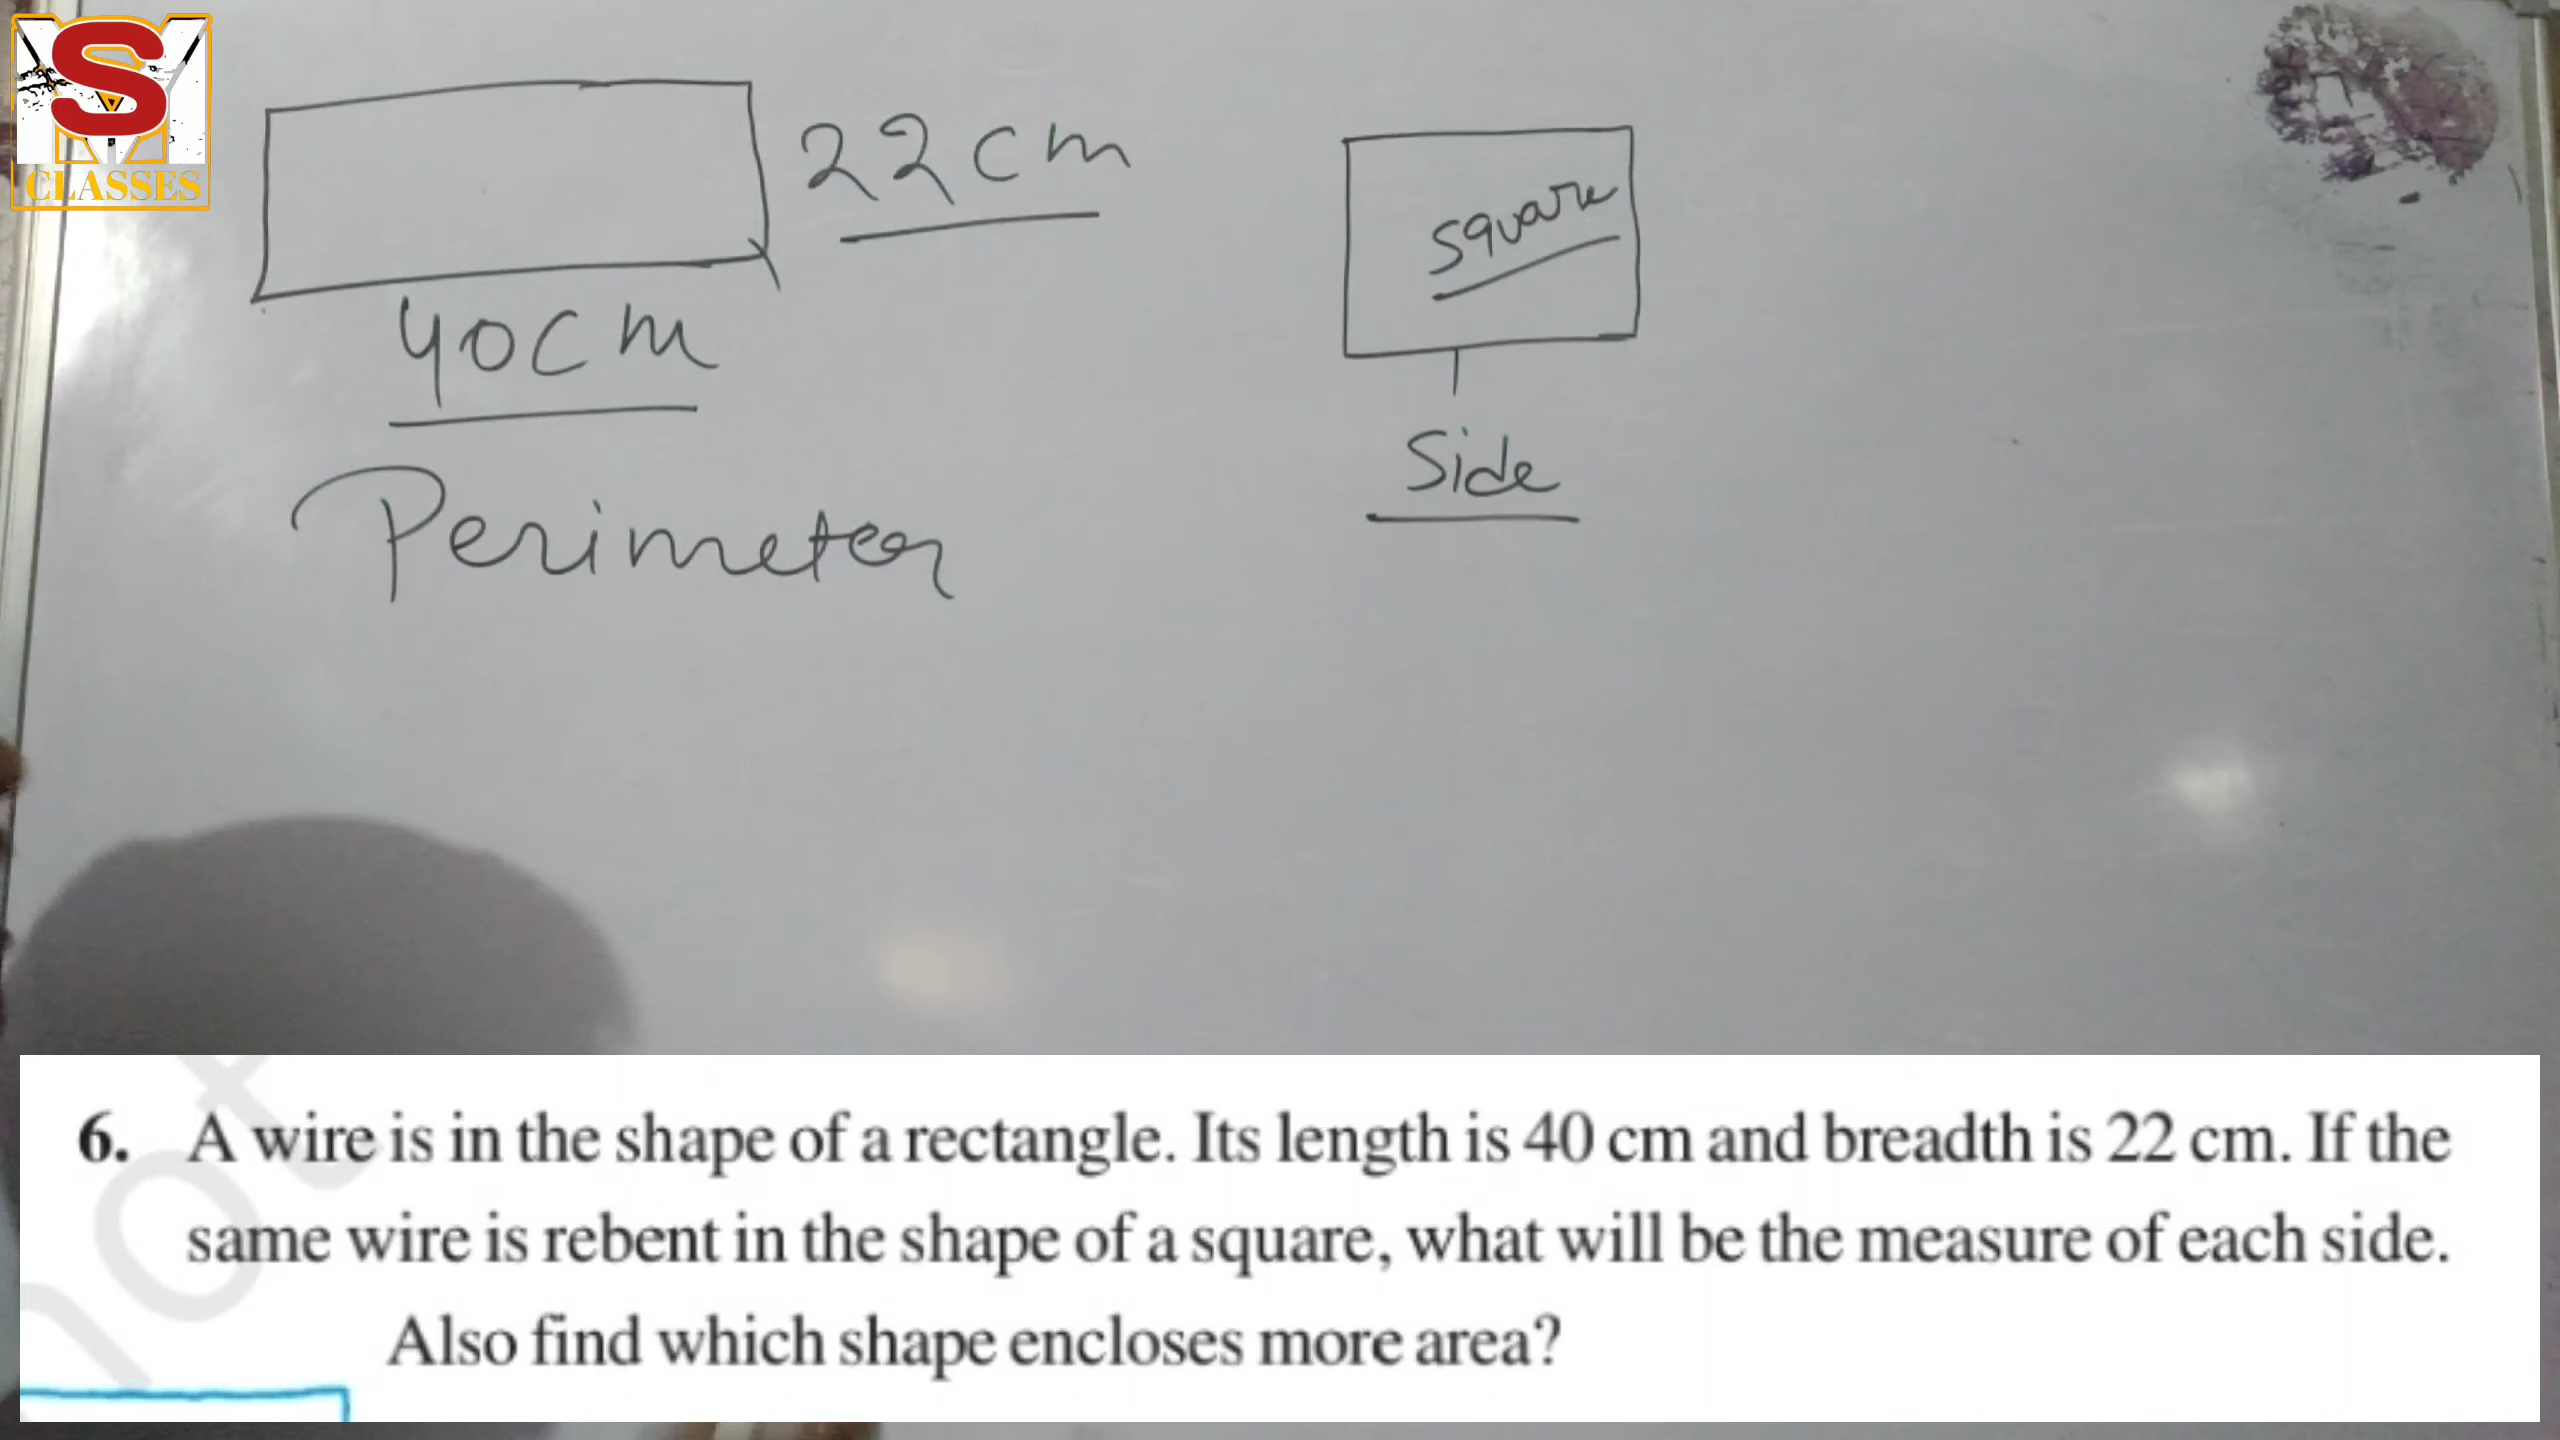 S
CLASSES
22cm
40cm
Perimeter
square
Side
6. A wire is in the shape of a rectangle. Its length is 40 cm and breadth is 22 cm. If the
same wire is rebent in the shape of a square, what will be the measure of each side.
Also find which shape encloses more area?
not